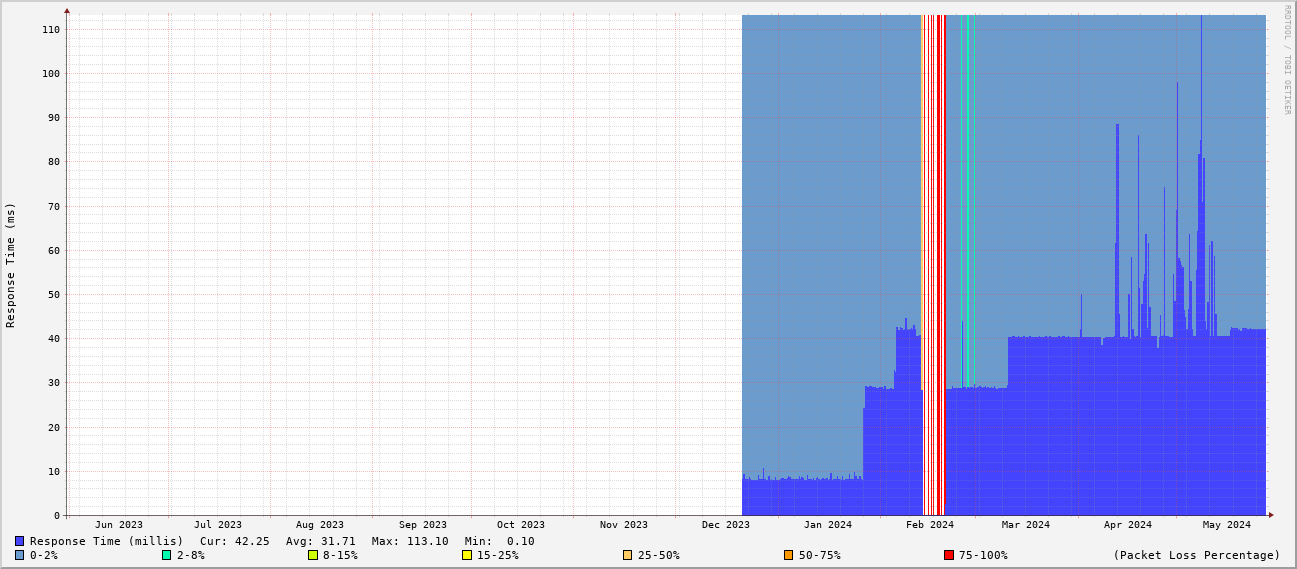 RRDTOOL / TOBI OETIKER
Response Time (ms)
110
100
90
80
70
60
50
40
30
20
10
0
Jun 2023 Jul 2023 Aug 2023 Sep 2023 Oct 2023 Nov 2023 Dec 2023 Jan 2024 Feb 2024 Mar 2024 Apr 2024 May 2024
Response Time (millis) Cur: 42.25 Avg: 31.71 Max: 113.10 Min: 0.10
0-2% 2-8% 8-15% 15-25% 25-50% 50-75% 75-100% (Packet Loss Percentage)